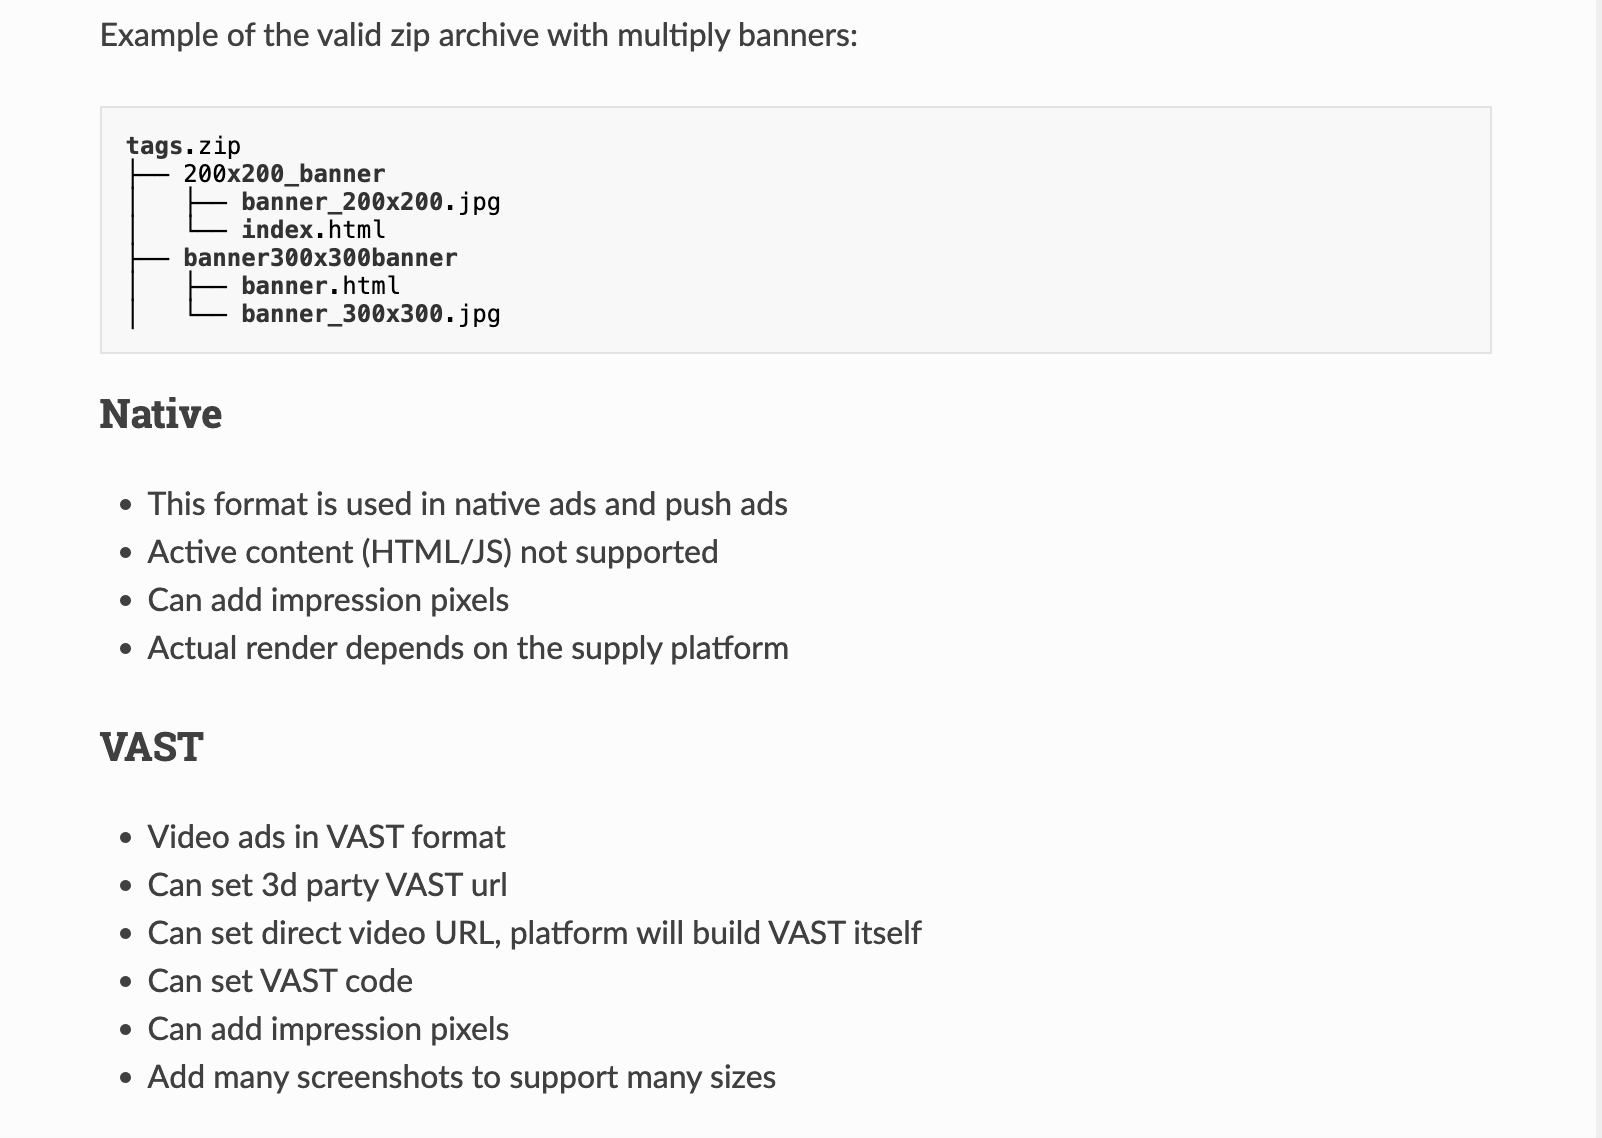 Example of the valid zip archive with multiply banners:
tags.zip
├── 200x200_banner
│   ├── banner_200x200.jpg
│   └── index.html
├── banner300x300banner
│   ├── banner.html
│   └── banner_300x300.jpg
Native
• This format is used in native ads and push ads
• Active content (HTML/JS) not supported
• Can add impression pixels
• Actual render depends on the supply platform
VAST
• Video ads in VAST format
• Can set 3d party VAST url
• Can set direct video URL, platform will build VAST itself
• Can set VAST code
• Can add impression pixels
• Add many screenshots to support many sizes